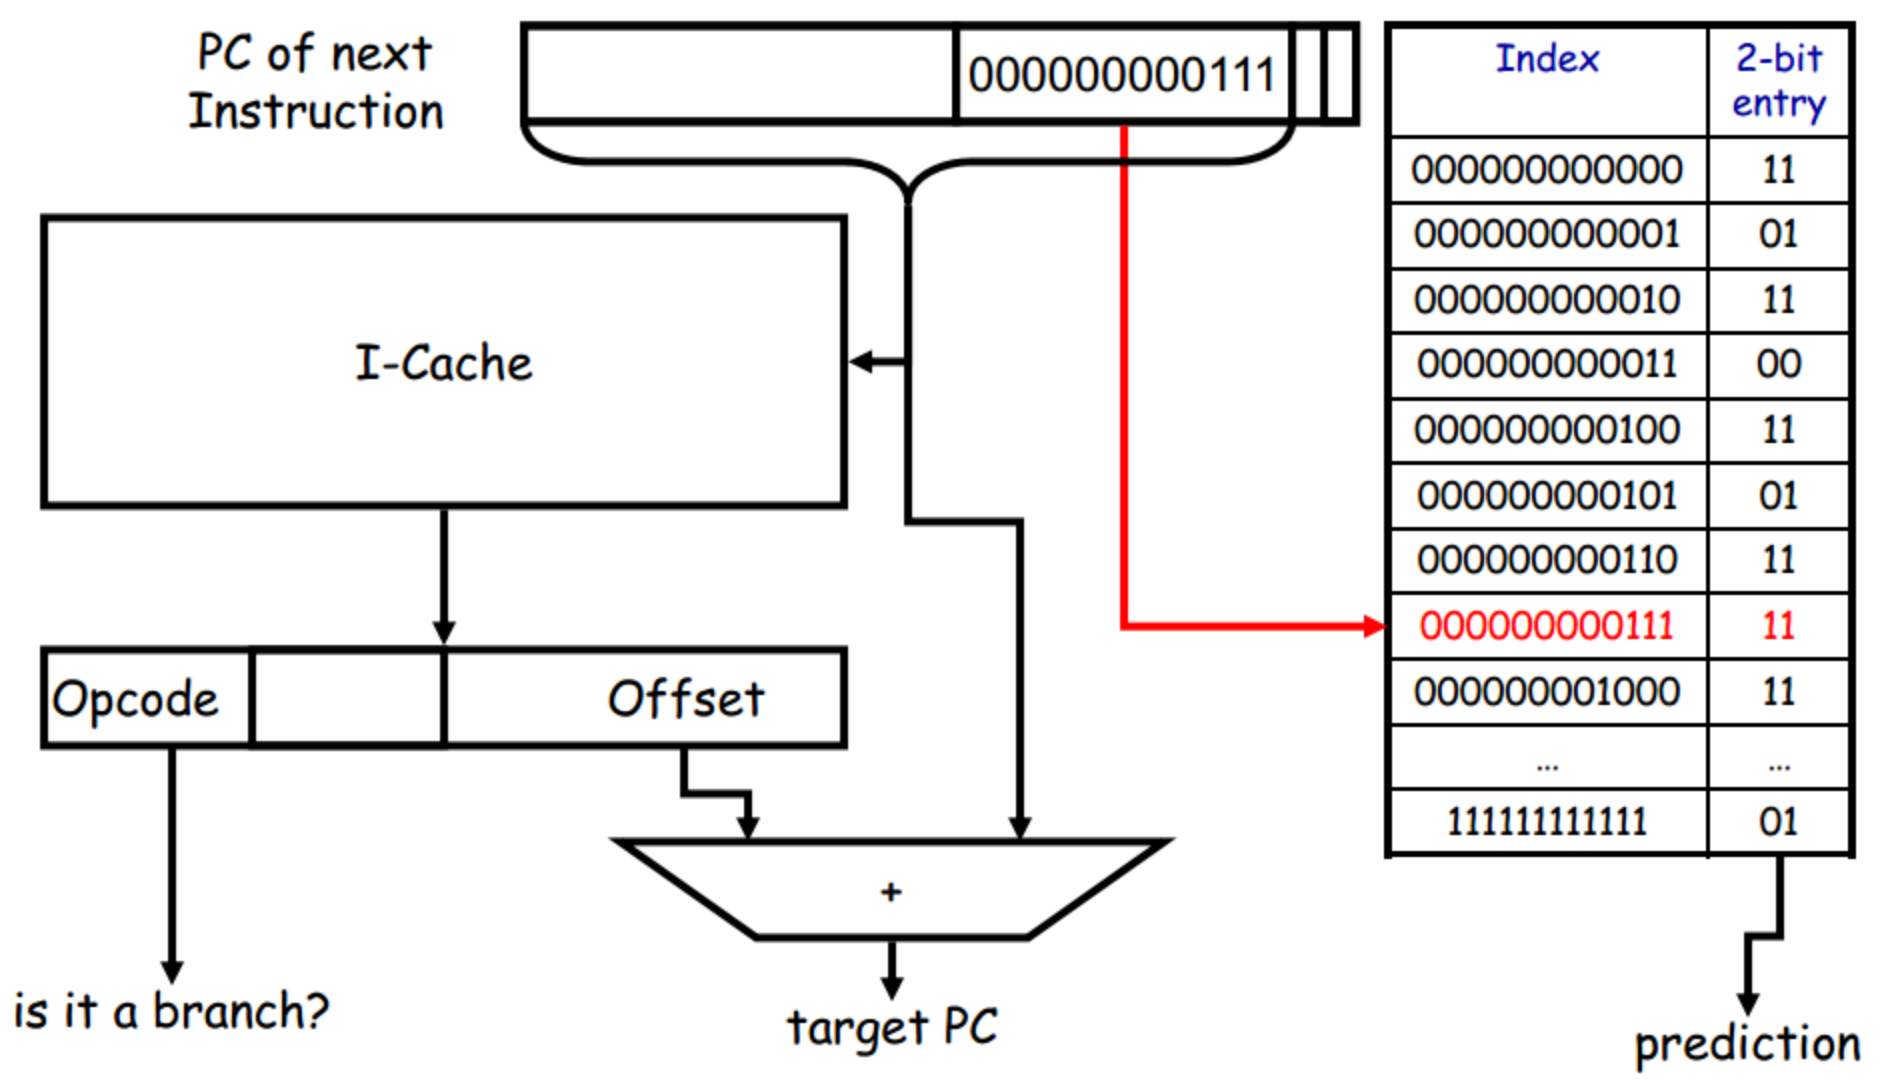 PC of next
Instruction
000000000111
I-Cache
Opcode
Offset
+
is it a branch?
target PC
Index
2-bit
entry
000000000000 11
000000000001 01
000000000010 11
000000000011 00
000000000100 11
000000000101 01
000000000110 11
000000000111 11
000000001000 11
... ...
111111111111 01
prediction